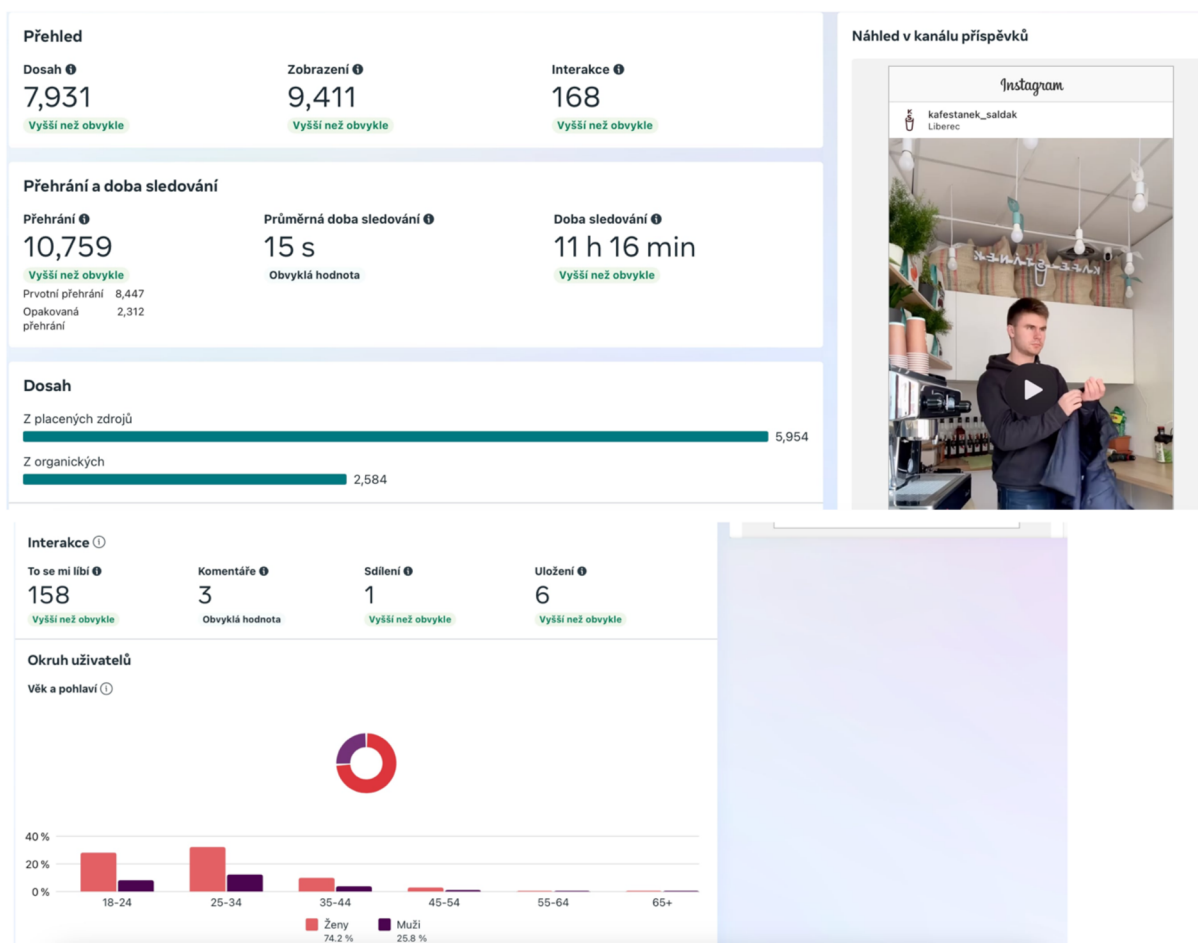 Přehled
Dosah
Zobrazení
Interakce
7,931
9,411
168
Vyšší než obvykle
Vyšší než obvykle
Vyšší než obvykle
Přehrání a doba sledování
Přehrání
Průměrná doba sledování
Doba sledování
10,759
15 s
11 h 16 min
Vyšší než obvykle
Obvyklá hodnota
Vyšší než obvykle
Prvotní přehrání 8,447
Opakovaná přehrání 2,312
Dosah
Z placených zdrojů
5,954
Z organických
2,584
Náhled v kanálu příspěvků
Instagram
kafestanek_saldak
Liberec
KAFE-STÁNEK
Interakce
To se mi líbí
Komentáře
Sdílení
Uložení
158
3
1
6
Vyšší než obvykle
Obvyklá hodnota
Vyšší než obvykle
Vyšší než obvykle
Okruh uživatelů
Věk a pohlaví
40 %
20 %
0 %
18-24
25-34
35-44
45-54
55-64
65+
Ženy
74.2 %
Muži
25.8 %